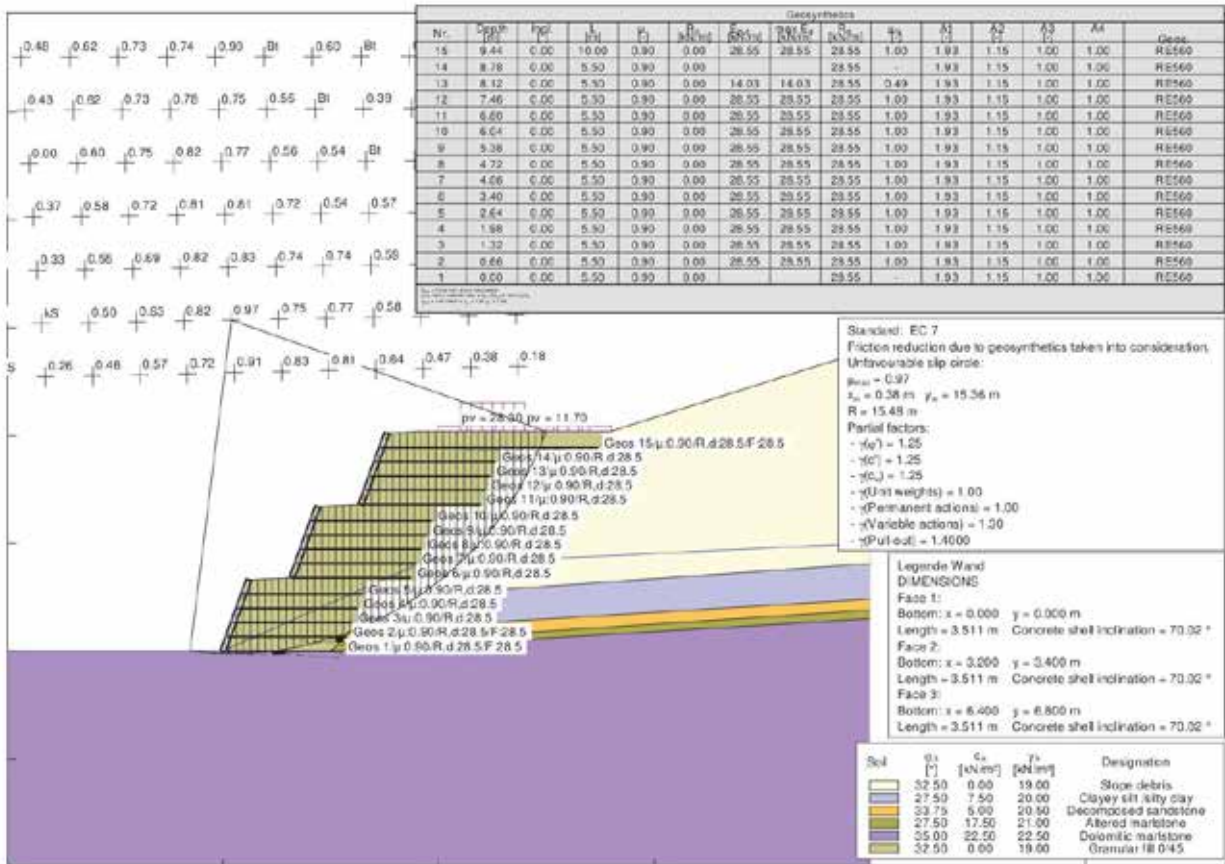 Geosynthetics
Nr. Depth Incl. Geos.
15 9.44 0.00 10.00 0.90 0.00 28.55 28.55 28.55 1.00 1.93 1.15 1.00 1.00 RE560
14 8.78 0.00 5.50 0.90 0.00 28.55 - 1.93 1.15 1.00 1.00 RE560
13 8.12 0.00 5.50 0.90 0.00 14.03 14.03 28.55 0.49 1.93 1.15 1.00 1.00 RE560
12 7.46 0.00 5.50 0.90 0.00 28.55 28.55 28.55 1.00 1.93 1.15 1.00 1.00 RE560
11 6.80 0.00 5.50 0.90 0.00 28.55 28.55 28.55 1.00 1.93 1.15 1.00 1.00 RE560
10 6.04 0.00 5.50 0.90 0.00 28.55 28.55 28.55 1.00 1.93 1.15 1.00 1.00 RE560
9 5.38 0.00 5.50 0.90 0.00 28.55 28.55 28.55 1.00 1.93 1.15 1.00 1.00 RE560
8 4.72 0.00 5.50 0.90 0.00 28.55 28.55 28.55 1.00 1.93 1.15 1.00 1.00 RE560
7 4.06 0.00 5.50 0.90 0.00 28.55 28.55 28.55 1.00 1.93 1.15 1.00 1.00 RE560
6 3.40 0.00 5.50 0.90 0.00 28.55 28.55 28.55 1.00 1.93 1.15 1.00 1.00 RE560
5 2.64 0.00 5.50 0.90 0.00 28.55 28.55 28.55 1.00 1.93 1.15 1.00 1.00 RE560
4 1.98 0.00 5.50 0.90 0.00 28.55 28.55 28.55 1.00 1.93 1.15 1.00 1.00 RE560
3 1.32 0.00 5.50 0.90 0.00 28.55 28.55 28.55 1.00 1.93 1.15 1.00 1.00 RE560
2 0.66 0.00 5.50 0.90 0.00 28.55 28.55 28.55 1.00 1.93 1.15 1.00 1.00 RE560
1 0.00 0.00 5.50 0.90 0.00 28.55 - 1.93 1.15 1.00 1.00 RE560
0.48 0.62 0.73 0.74 0.90 Bt 0.60 Bt
0.43 0.62 0.73 0.78 0.75 0.55 Bt 0.39
0.00 0.60 0.75 0.82 0.77 0.56 0.54 Bt
0.37 0.58 0.72 0.81 0.81 0.72 0.54 0.57
0.33 0.56 0.69 0.82 0.83 0.74 0.74 0.58
kS 0.50 0.63 0.82 0.97 0.75 0.77 0.58
S 0.26 0.48 0.57 0.72 0.91 0.83 0.81 0.64 0.47 0.38 0.18
pv = 28.30 pv = 11.70
Geos 15/µ:0.90/R,d:28.5/F:28.5
Geos 14/µ:0.90/R,d:28.5
Geos 13/µ:0.90/R,d:28.5
Geos 12/µ:0.90/R,d:28.5
Geos 11/µ:0.90/R,d:28.5
Geos 10/µ:0.90/R,d:28.5
Geos 9/µ:0.90/R,d:28.5
Geos 8/µ:0.90/R,d:28.5
Geos 7/µ:0.90/R,d:28.5
Geos 6/µ:0.90/R,d:28.5
Geos 5/µ:0.90/R,d:28.5
Geos 4/µ:0.90/R,d:28.5
Geos 3/µ:0.90/R,d:28.5
Geos 2/µ:0.90/R,d:28.5/F:28.5
Geos 1/µ:0.90/R,d:28.5/F:28.5
Standard: EC 7
Friction reduction due to geosynthetics taken into consideration.
Unfavourable slip circle:
µmax = 0.97
xm = 0.38 m ym = 15.36 m
R = 15.48 m
Partial factors:
- γ(φ') = 1.25
- γ(c') = 1.25
- γ(cu) = 1.25
- γ(Unit weights) = 1.00
- γ(Permanent actions) = 1.00
- γ(Variable actions) = 1.30
- γ(Pull-out) = 1.4000
Legende Wand
DIMENSIONS
Face 1:
Bottom: x = 0.000 y = 0.000 m
Length = 3.511 m Concrete shell inclination = 70.02 °
Face 2:
Bottom: x = 3.200 y = 3.400 m
Length = 3.511 m Concrete shell inclination = 70.02 °
Face 3:
Bottom: x = 6.400 y = 6.800 m
Length = 3.511 m Concrete shell inclination = 70.02 °
Soil φk [°] ck [kN/m²] γk [kN/m³] Designation
32.50 0.00 19.00 Slope debris
27.50 7.50 20.00 Clayey silt /silty clay
33.75 5.00 20.50 Decomposed sandstone
27.50 17.50 21.00 Altered marlstone
35.00 22.50 22.50 Dolomitic marlstone
32.50 0.00 19.00 Granular fill 0/45